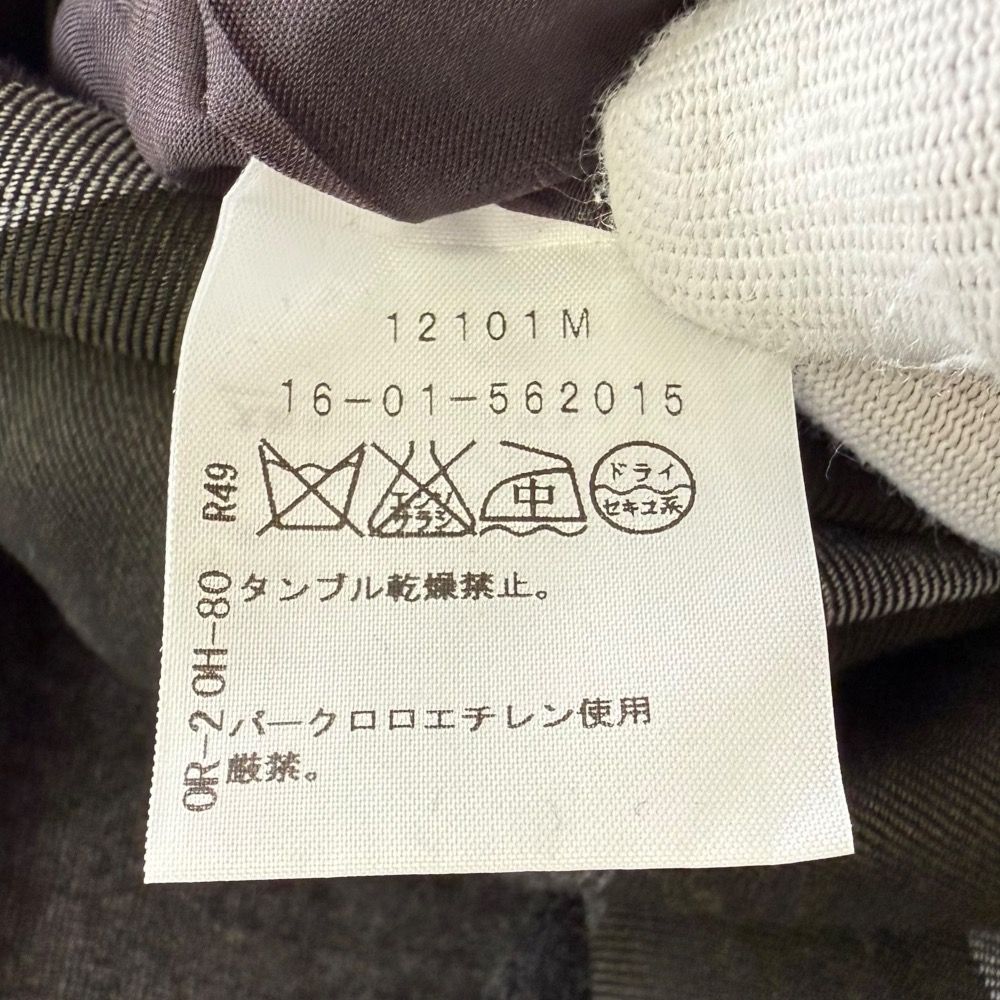 12101M
16-01-562015
エンソ
サラシ
中
ドライ
セキユ系
タンブル乾燥禁止。
パークロロエチレン使用
厳禁。
OR-2 OH-80 R49